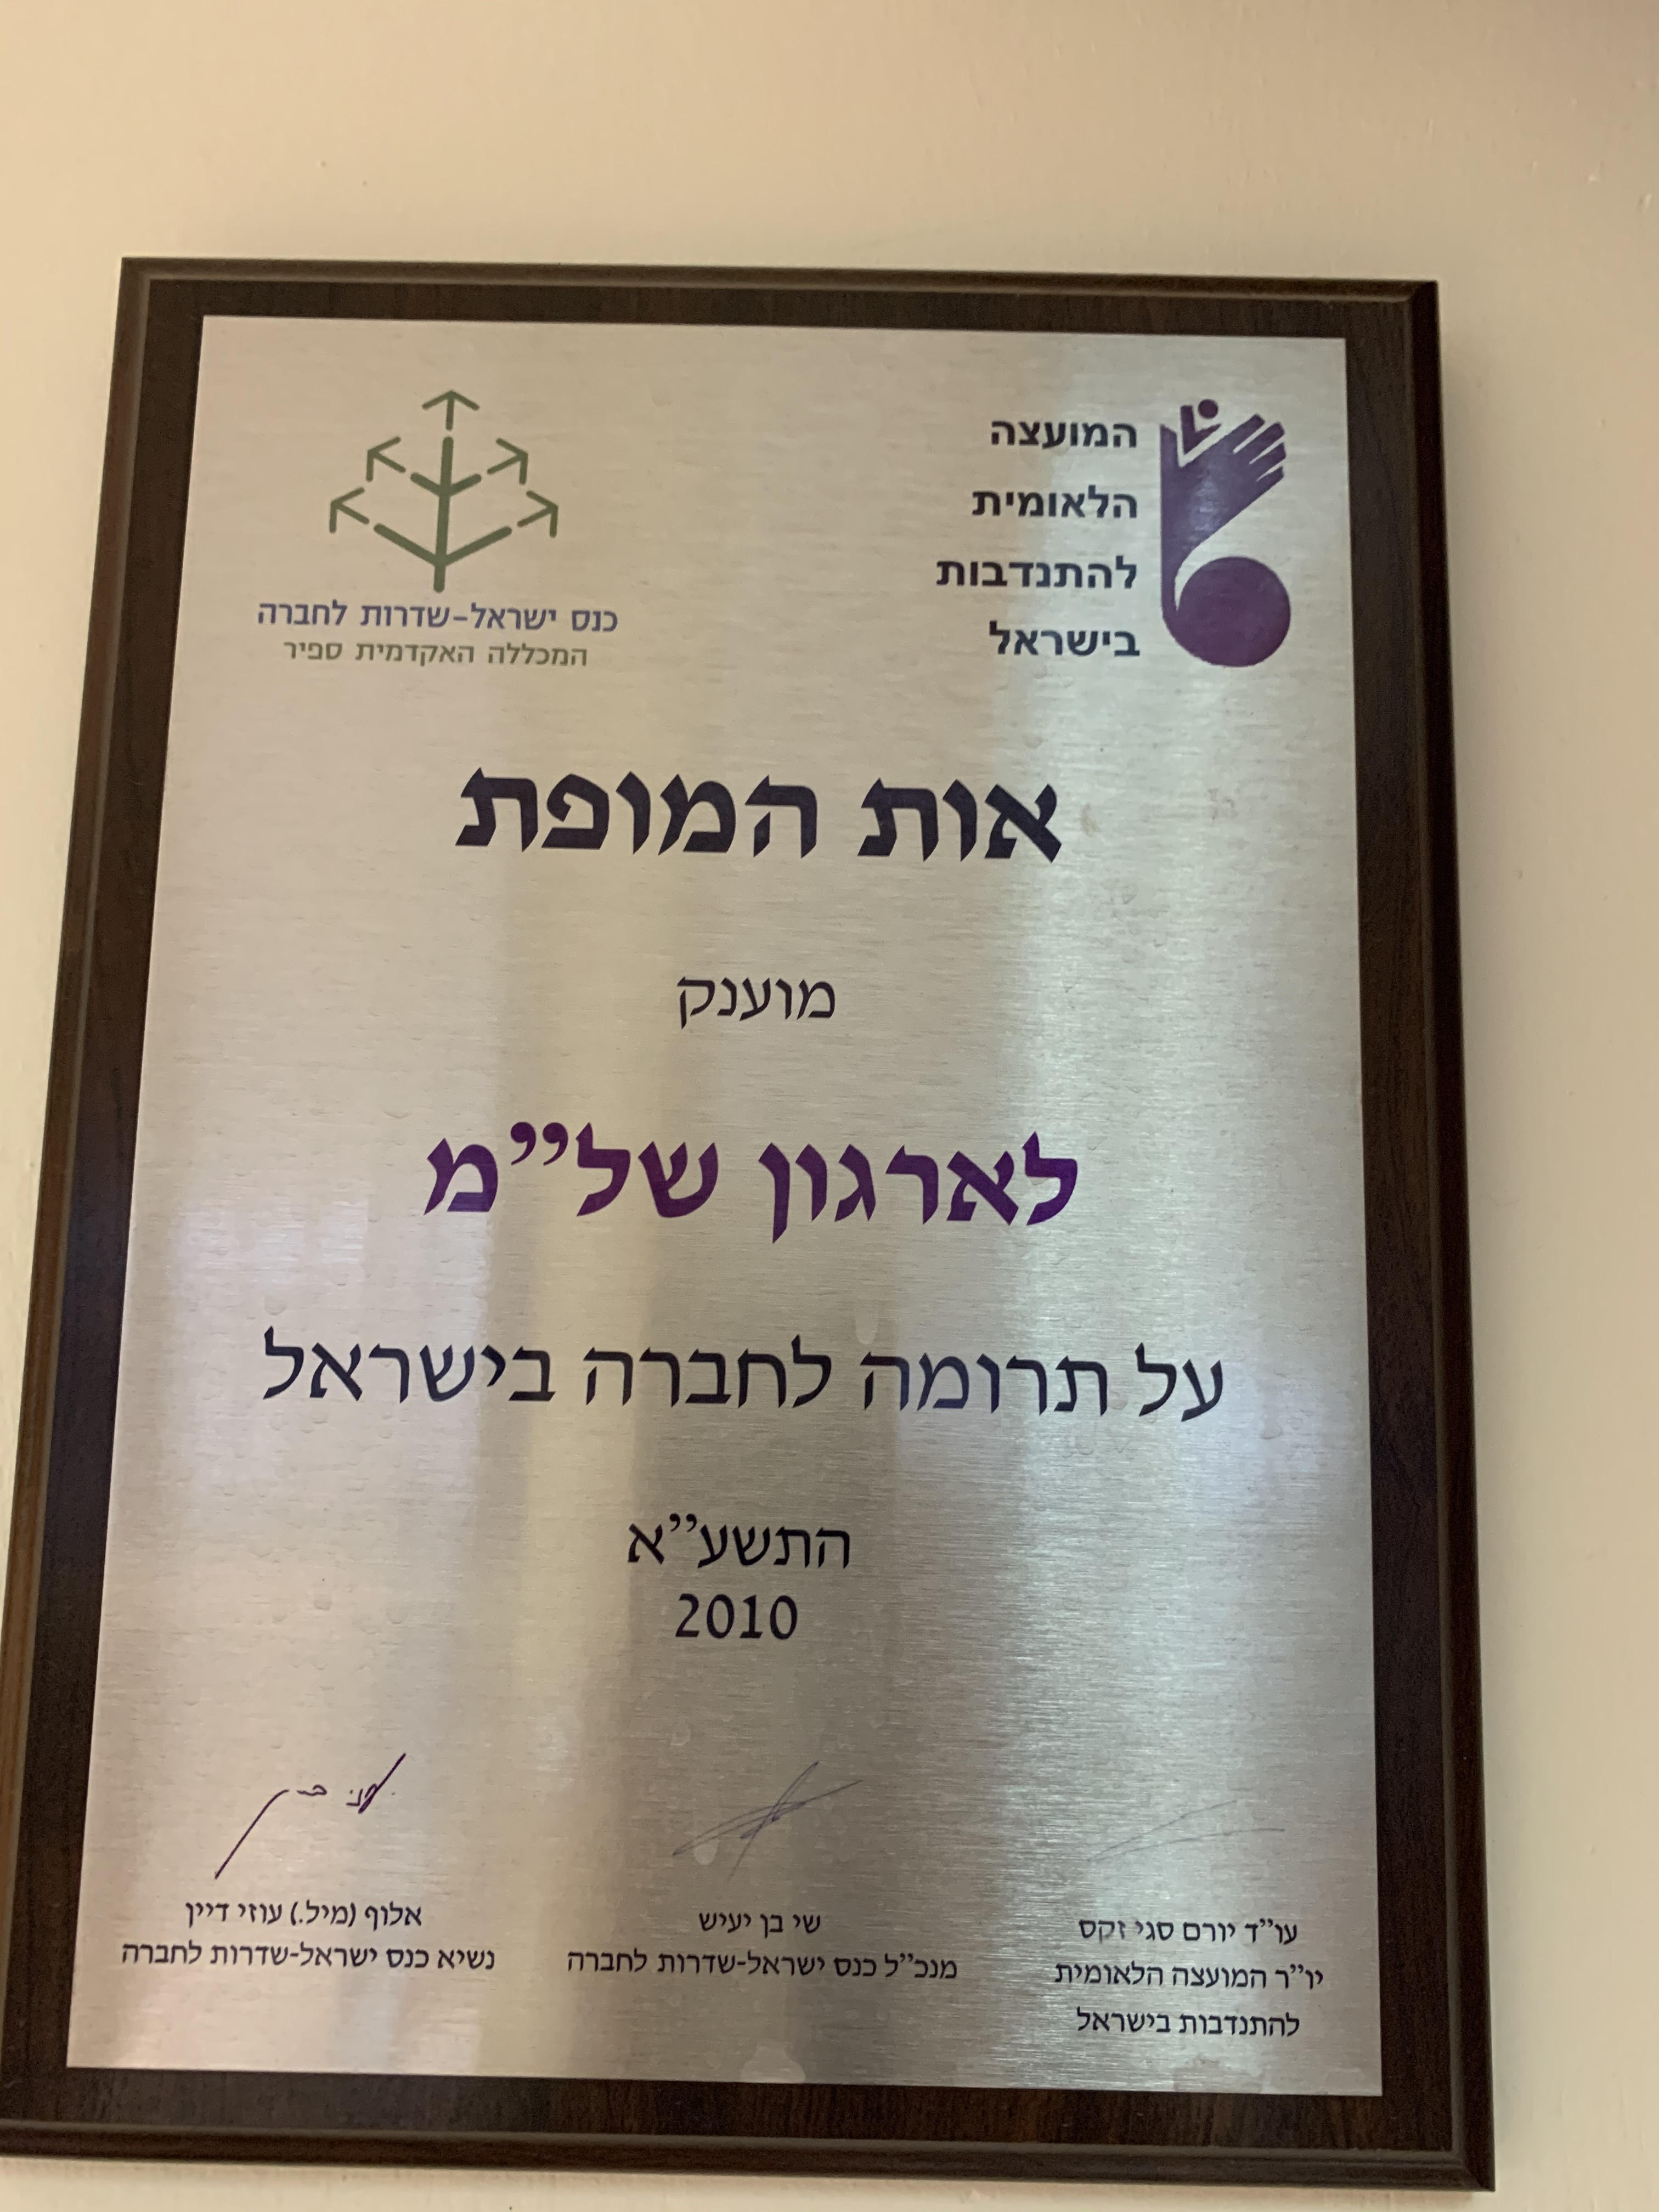 המועצה
הלאומית
להתנדבות
בישראל
כנס ישראל-שדרות לחברה
המכללה האקדמית ספיר
אות המופת
מוענק
לארגון של״מ
על תרומה לחברה בישראל
התשע״א
2010
עו״ד יורם סגי זקס
יו״ר המועצה הלאומית
להתנדבות בישראל
שי בן יעיש
מנכ״ל כנס ישראל-שדרות לחברה
אלוף (מיל.) עוזי דיין
נשיא כנס ישראל-שדרות לחברה